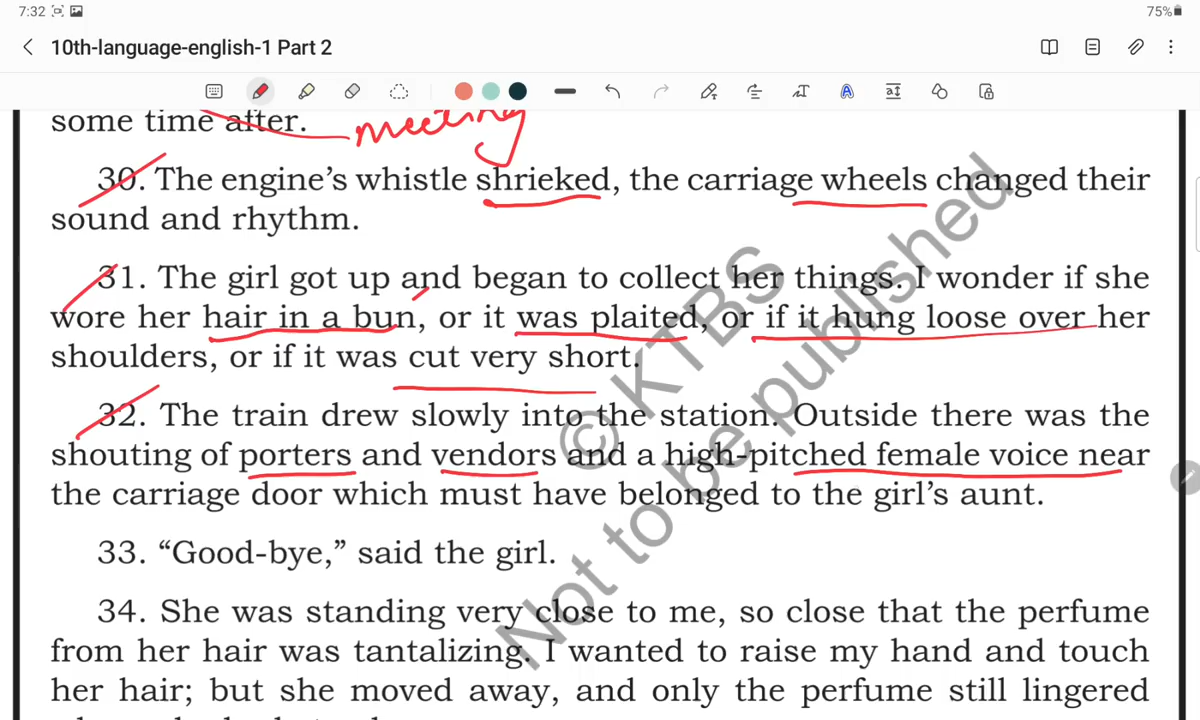 7:32
75%
10th-language-english-1 Part 2
some time after.
meeting
30. The engine's whistle shrieked, the carriage wheels changed their
sound and rhythm.
31. The girl got up and began to collect her things. I wonder if she
wore her hair in a bun, or it was plaited, or if it hung loose over her
shoulders, or if it was cut very short.
32. The train drew slowly into the station. Outside there was the
shouting of porters and vendors and a high-pitched female voice near
the carriage door which must have belonged to the girl's aunt.
33. “Good-bye,” said the girl.
34. She was standing very close to me, so close that the perfume
from her hair was tantalizing. I wanted to raise my hand and touch
her hair; but she moved away, and only the perfume still lingered
© KTBS
Not to be published